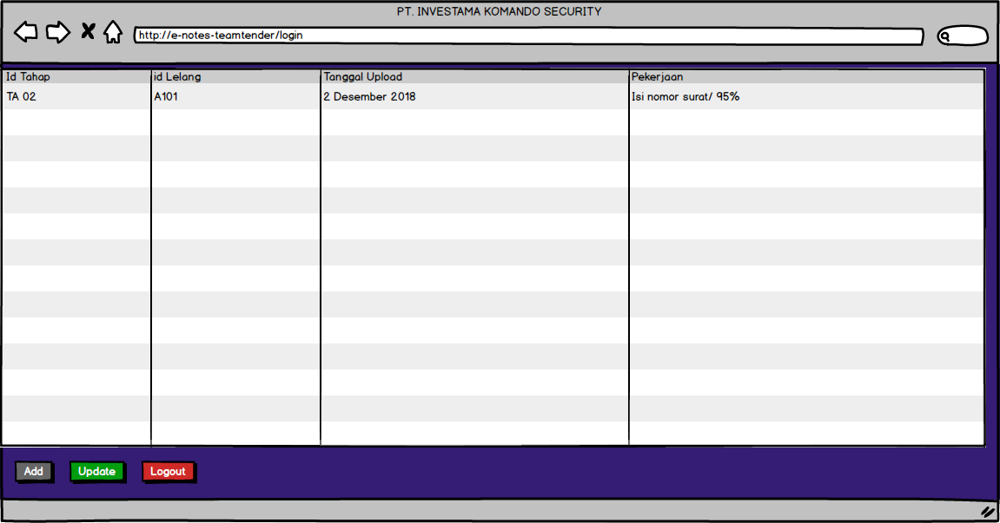 PT. INVESTAMA KOMANDO SECURITY
http://e-notes-teamtender/login
Id Tahap id Lelang Tanggal Upload Pekerjaan
TA 02 A101 2 Desember 2018 Isi nomor surat/ 95%
Add Update Logout